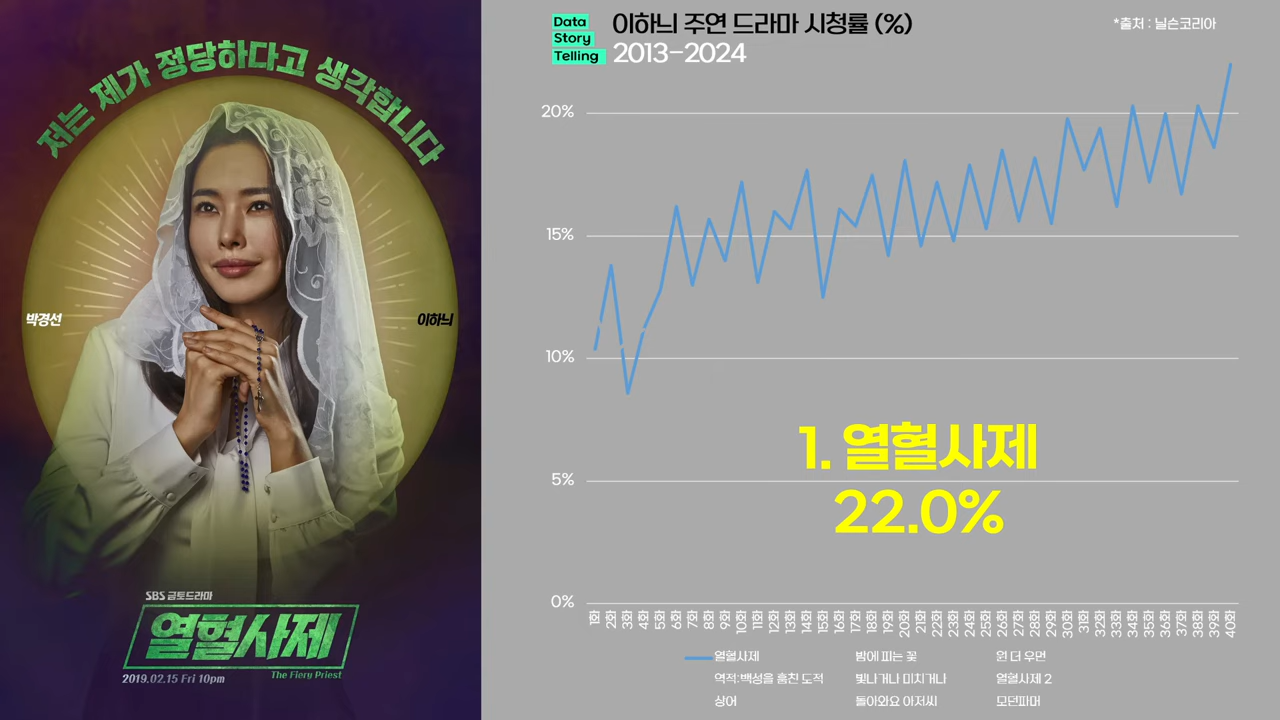 저는 제가 정당하다고 생각합니다
박경선
이하늬
SBS 금토드라마
열혈사제
2019.02.15 Fri 10pm
The Fiery Priest
Data
Story
Telling
이하늬 주연 드라마 시청률 (%)
2013-2024
*출처 : 닐슨코리아
20%
15%
10%
5%
0%
1. 열혈사제
22.0%
1회 2회 3회 4회 5회 6회 7회 8회 9회 10회 11회 12회 13회 14회 15회 16회 17회 18회 19회 20회 21회 22회 23회 24회 25회 26회 27회 28회 29회 30회 31회 32회 33회 34회 35회 36회 37회 38회 39회 40회
열혈사제 밤에 피는 꽃 원 더 우먼
역적:백성을 훔친 도적 빛나거나 미치거나 열혈사제 2
상어 돌아와요 아저씨 모던파머